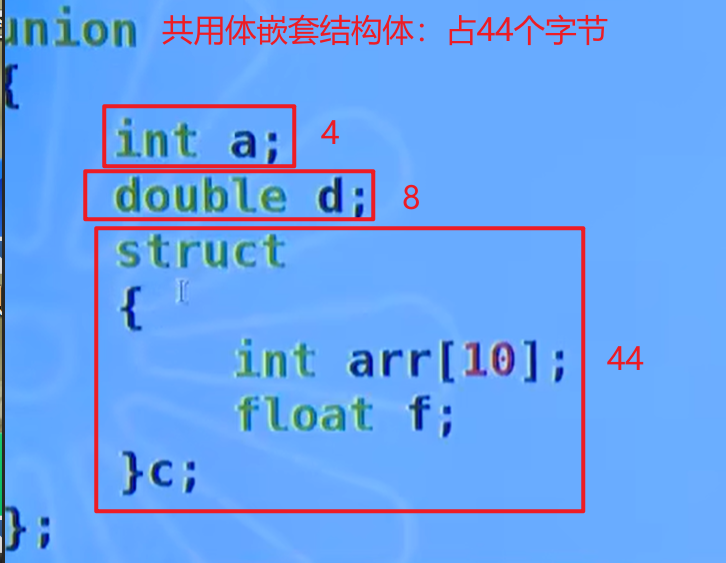 union 共用体嵌套结构体：占44个字节
{
int a; 4
double d; 8
struct
{
int arr[10]; 44
float f;
}c;
};